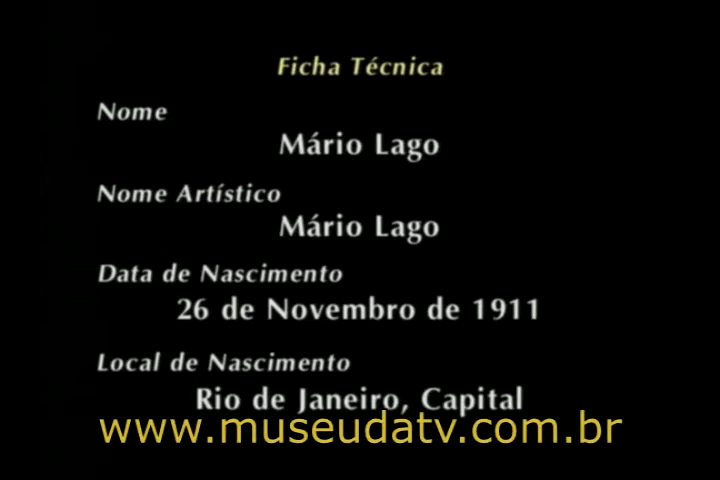 Ficha Técnica
Nome
Mário Lago
Nome Artístico
Mário Lago
Data de Nascimento
26 de Novembro de 1911
Local de Nascimento
Rio de Janeiro, Capital
www.museudatv.com.br